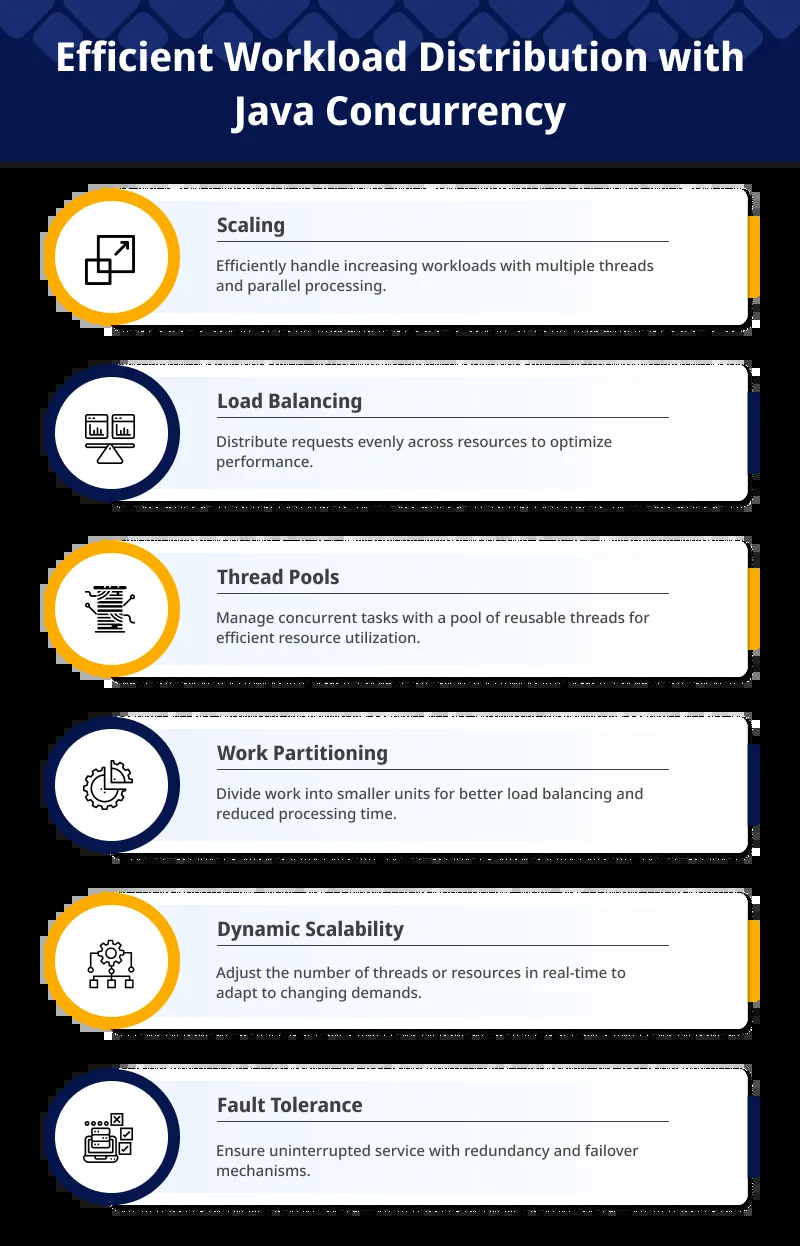 Efficient Workload Distribution with
Java Concurrency
Scaling
Efficiently handle increasing workloads with multiple threads
and parallel processing.
Load Balancing
Distribute requests evenly across resources to optimize
performance.
Thread Pools
Manage concurrent tasks with a pool of reusable threads for
efficient resource utilization.
Work Partitioning
Divide work into smaller units for better load balancing and
reduced processing time.
Dynamic Scalability
Adjust the number of threads or resources in real-time to
adapt to changing demands.
Fault Tolerance
Ensure uninterrupted service with redundancy and failover
mechanisms.